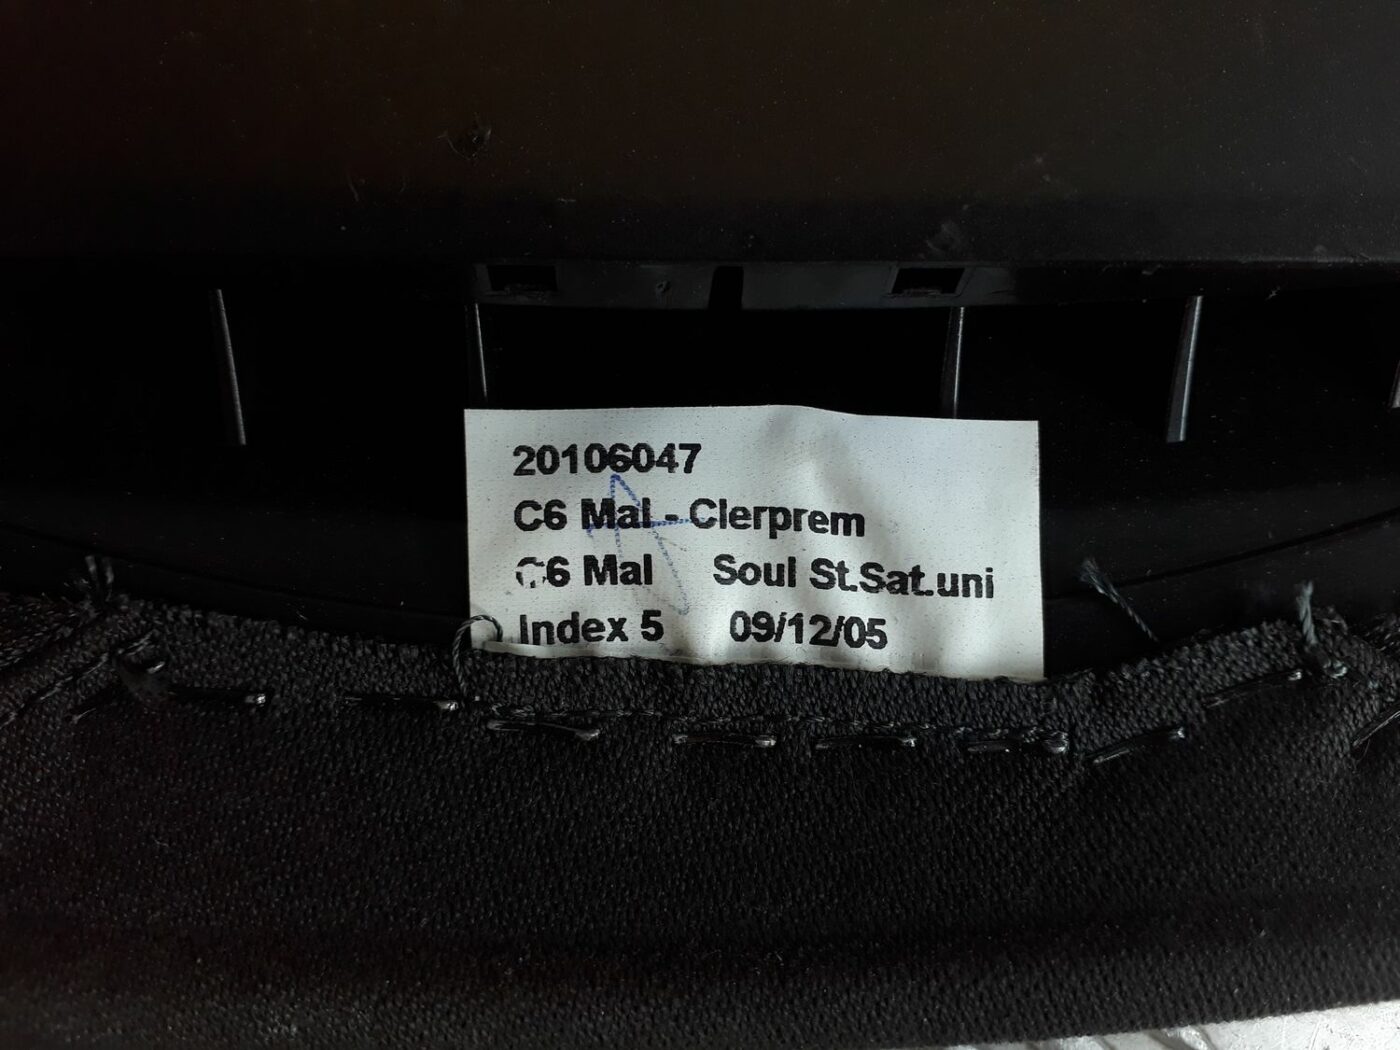 20106047
C6 Mal - Clerprem
C6 Mal Soul St.Sat.uni
Index 5 09/12/05